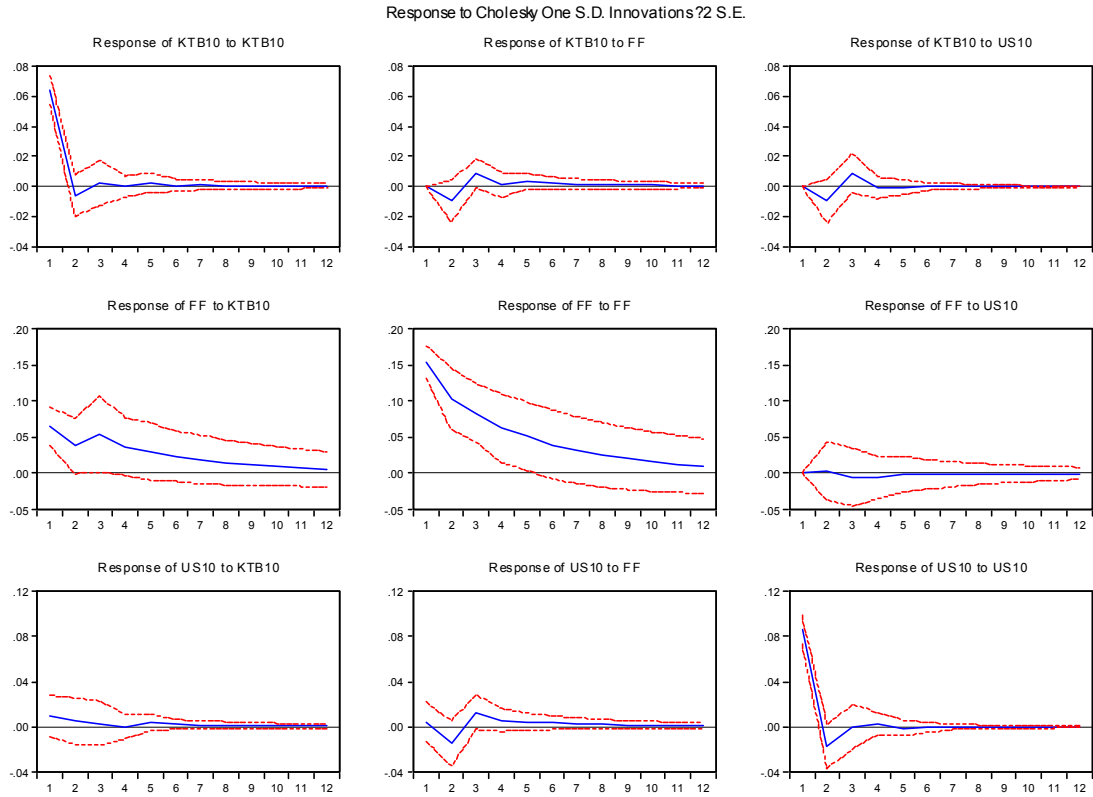 Response to Cholesky One S.D. Innovations?2 S.E.
Response of KTB10 to KTB10
.08
.06
.04
.02
.00
-.02
-.04
1 2 3 4 5 6 7 8 9 10 11 12
Response of KTB10 to FF
.08
.06
.04
.02
.00
-.02
-.04
1 2 3 4 5 6 7 8 9 10 11 12
Response of KTB10 to US10
.08
.06
.04
.02
.00
-.02
-.04
1 2 3 4 5 6 7 8 9 10 11 12
Response of FF to KTB10
.20
.15
.10
.05
.00
-.05
1 2 3 4 5 6 7 8 9 10 11 12
Response of FF to FF
.20
.15
.10
.05
.00
-.05
1 2 3 4 5 6 7 8 9 10 11 12
Response of FF to US10
.20
.15
.10
.05
.00
-.05
1 2 3 4 5 6 7 8 9 10 11 12
Response of US10 to KTB10
.12
.08
.04
.00
-.04
1 2 3 4 5 6 7 8 9 10 11 12
Response of US10 to FF
.12
.08
.04
.00
-.04
1 2 3 4 5 6 7 8 9 10 11 12
Response of US10 to US10
.12
.08
.04
.00
-.04
1 2 3 4 5 6 7 8 9 10 11 12